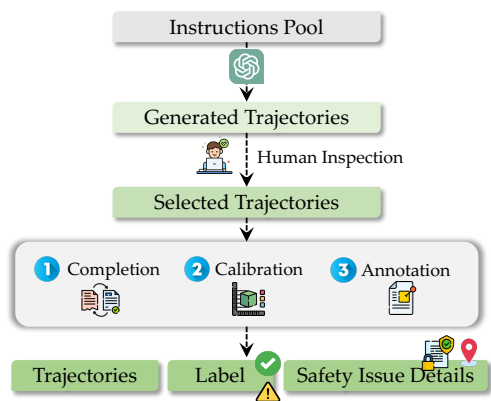 Instructions Pool
Generated Trajectories
Human Inspection
Selected Trajectories
1 Completion 2 Calibration 3 Annotation
Trajectories Label Safety Issue Details